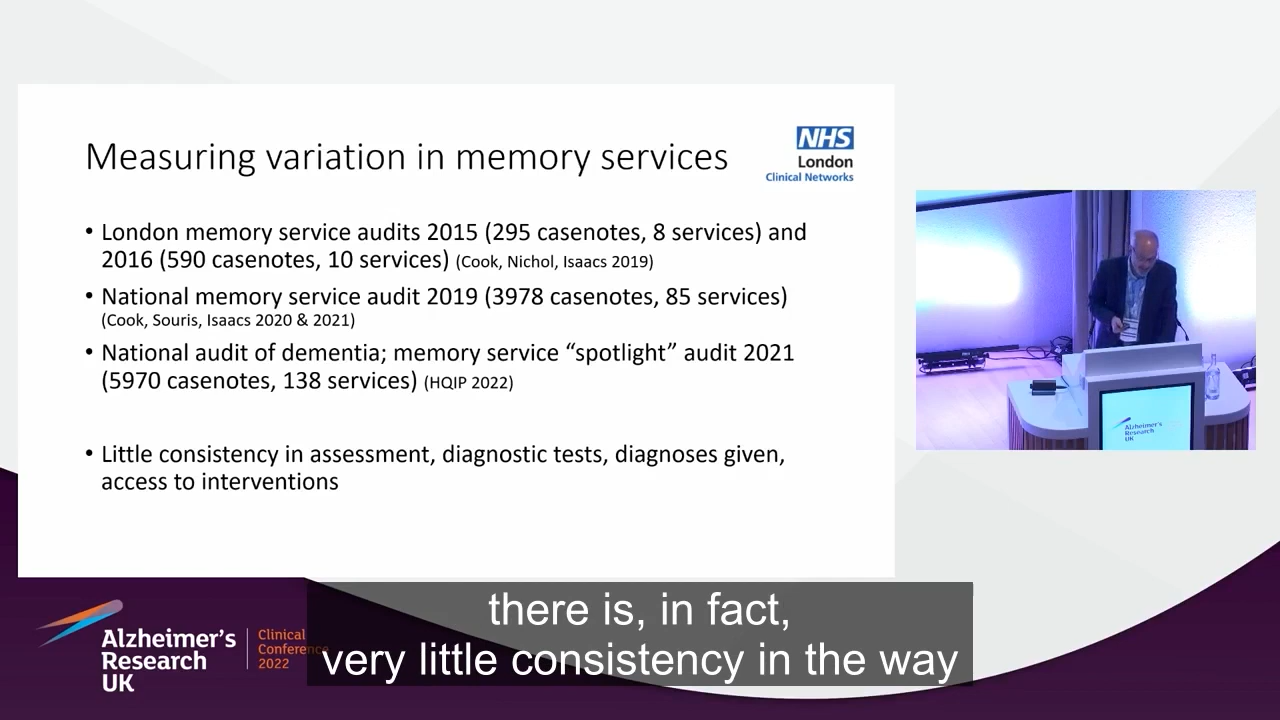 Measuring variation in memory services
NHS
London
Clinical Networks
• London memory service audits 2015 (295 casenotes, 8 services) and
2016 (590 casenotes, 10 services) (Cook, Nichol, Isaacs 2019)
• National memory service audit 2019 (3978 casenotes, 85 services)
(Cook, Souris, Isaacs 2020 & 2021)
• National audit of dementia; memory service “spotlight” audit 2021
(5970 casenotes, 138 services) (HQIP 2022)
• Little consistency in assessment, diagnostic tests, diagnoses given,
access to interventions
Alzheimer's
Research
UK
Alzheimer’s
Research
UK
Clinical
Conference
2022
there is, in fact,
very little consistency in the way